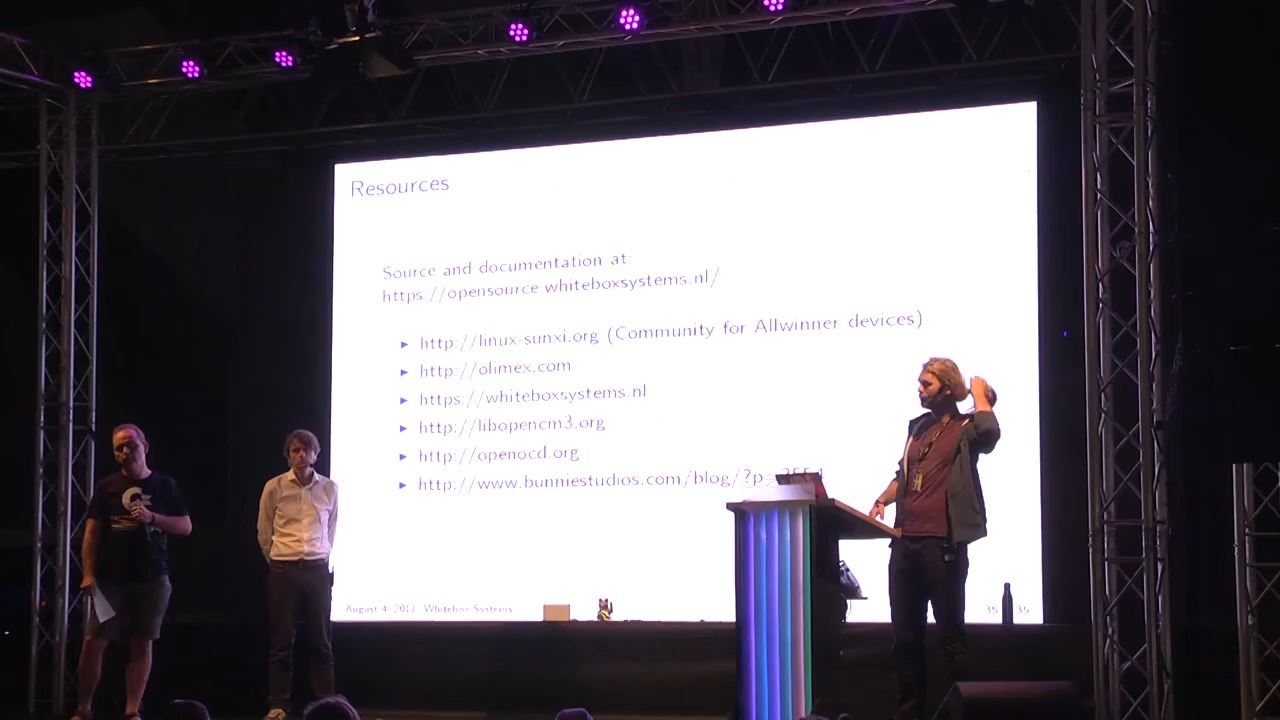 Resources
Source and documentation at:
https://opensource.whiteboxsystems.nl/
► http://linux-sunxi.org (Community for Allwinner devices)
► http://olimex.com
► https://whiteboxsystems.nl
► http://libopencm3.org
► http://openocd.org
► http://www.bunniestudios.com/blog/?p=
August 4, 2017 Whitebox Systems
35 35